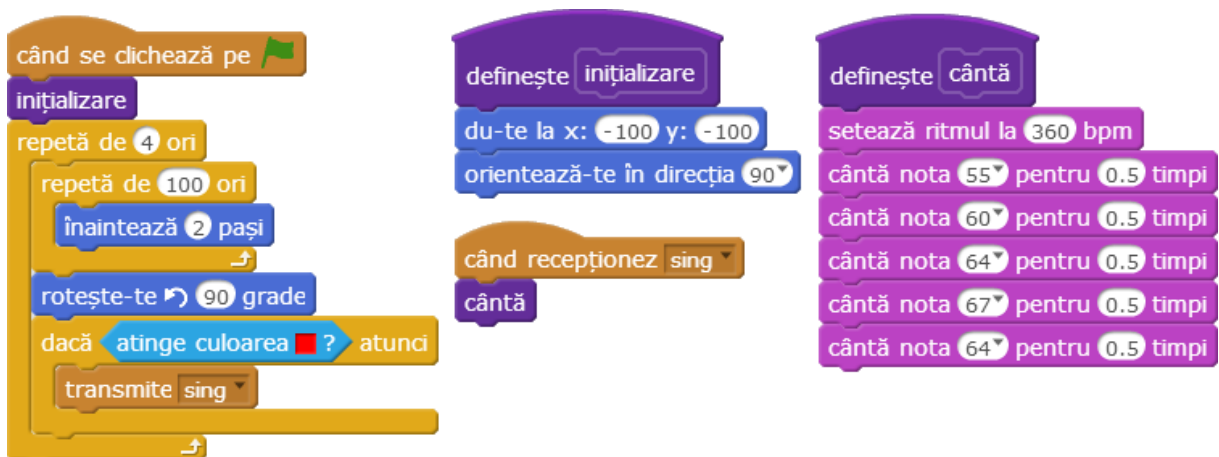 când se clichează pe
inițializare
repetă de 4 ori
repetă de 100 ori
înaintează 2 pași
rotește-te 90 grade
dacă atinge culoarea ? atunci
transmite sing
definește inițializare
du-te la x: -100 y: -100
orientează-te în direcția 90
când recepționez sing
cântă
definește cântă
setează ritmul la 360 bpm
cântă nota 55 pentru 0.5 timpi
cântă nota 60 pentru 0.5 timpi
cântă nota 64 pentru 0.5 timpi
cântă nota 67 pentru 0.5 timpi
cântă nota 64 pentru 0.5 timpi